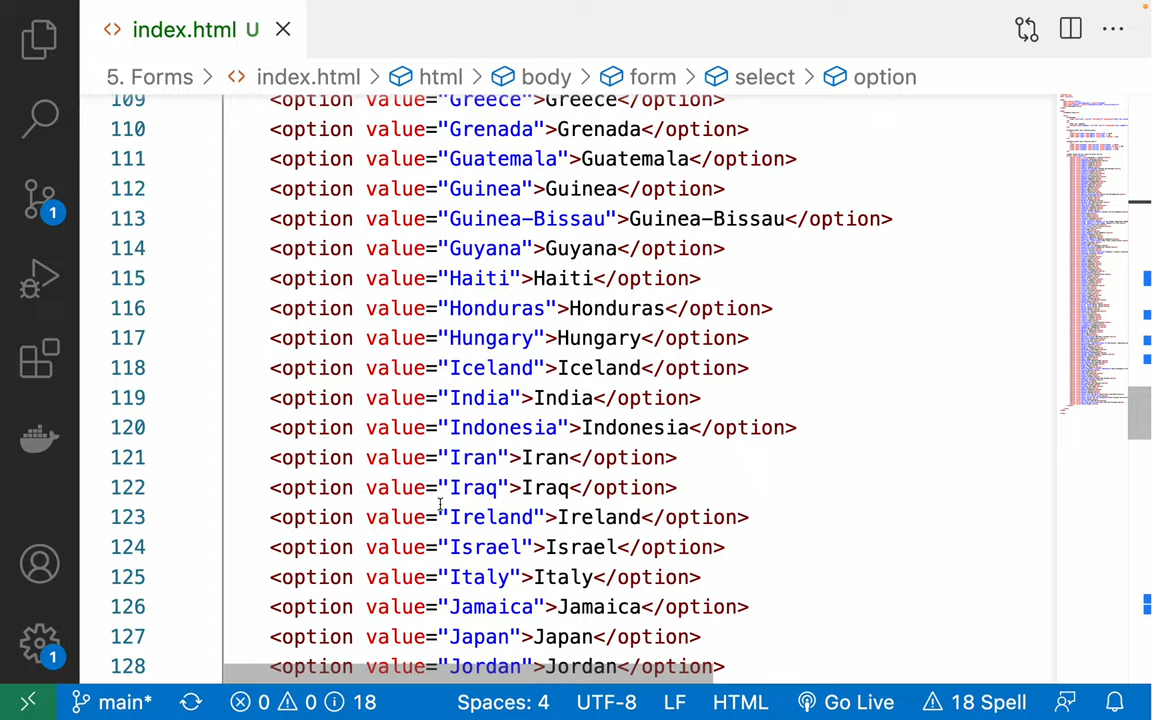 index.html U
5. Forms > index.html > html > body > form > select > option
109 <option value="Greece">Greece</option>
110 <option value="Grenada">Grenada</option>
111 <option value="Guatemala">Guatemala</option>
112 <option value="Guinea">Guinea</option>
113 <option value="Guinea-Bissau">Guinea-Bissau</option>
114 <option value="Guyana">Guyana</option>
115 <option value="Haiti">Haiti</option>
116 <option value="Honduras">Honduras</option>
117 <option value="Hungary">Hungary</option>
118 <option value="Iceland">Iceland</option>
119 <option value="India">India</option>
120 <option value="Indonesia">Indonesia</option>
121 <option value="Iran">Iran</option>
122 <option value="Iraq">Iraq</option>
123 <option value="Ireland">Ireland</option>
124 <option value="Israel">Israel</option>
125 <option value="Italy">Italy</option>
126 <option value="Jamaica">Jamaica</option>
127 <option value="Japan">Japan</option>
128 <option value="Jordan">Jordan</option>
1
1
main* 0 0 18 Spaces: 4 UTF-8 LF HTML Go Live 18 Spell